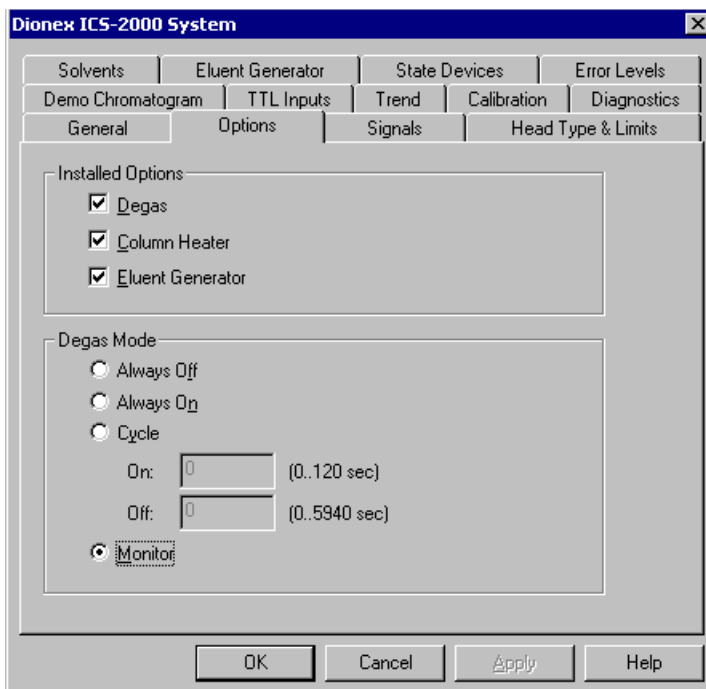 Dionex ICS-2000 System
Solvents Eluent Generator State Devices Error Levels
Demo Chromatogram TTL Inputs Trend Calibration Diagnostics
General Options Signals Head Type & Limits
Installed Options
Degas
Column Heater
Eluent Generator
Degas Mode
Always Off
Always On
Cycle
On: 0 (0..120 sec)
Off: 0 (0..5940 sec)
Monitor
OK Cancel Apply Help